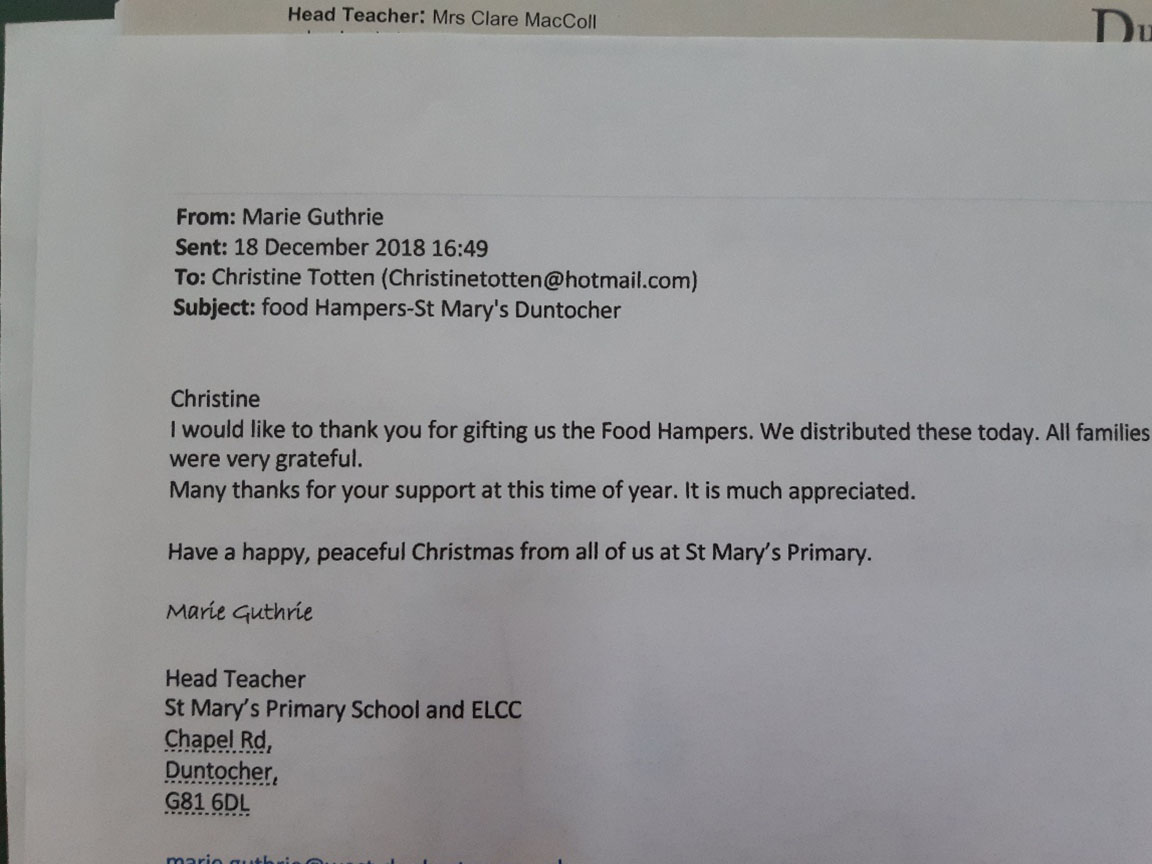 Head Teacher: Mrs Clare MacColl
From: Marie Guthrie
Sent: 18 December 2018 16:49
To: Christine Totten (Christinetotten@hotmail.com)
Subject: food Hampers-St Mary's Duntocher
Christine
I would like to thank you for gifting us the Food Hampers. We distributed these today. All families
were very grateful.
Many thanks for your support at this time of year. It is much appreciated.
Have a happy, peaceful Christmas from all of us at St Mary’s Primary.
Marie Guthrie
Head Teacher
St Mary’s Primary School and ELCC
Chapel Rd,
Duntocher,
G81 6DL